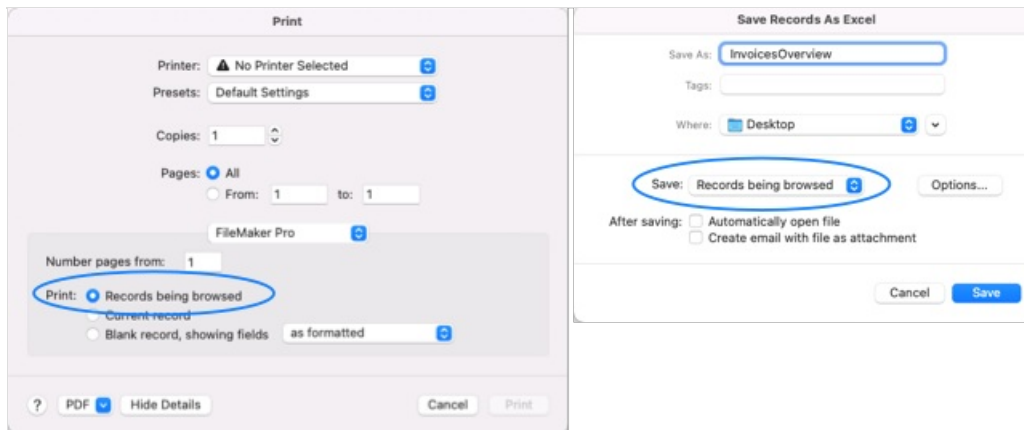 Print
Printer: No Printer Selected
Presets: Default Settings
Copies: 1
Pages: All
From: 1 to: 1
FileMaker Pro
Number pages from: 1
Print: Records being browsed
Current record
Blank record, showing fields as formatted
? PDF Hide Details Cancel Print
Save Records As Excel
Save As: InvoicesOverview
Tags:
Where: Desktop
Save: Records being browsed Options...
After saving: Automatically open file
Create email with file as attachment
Cancel Save